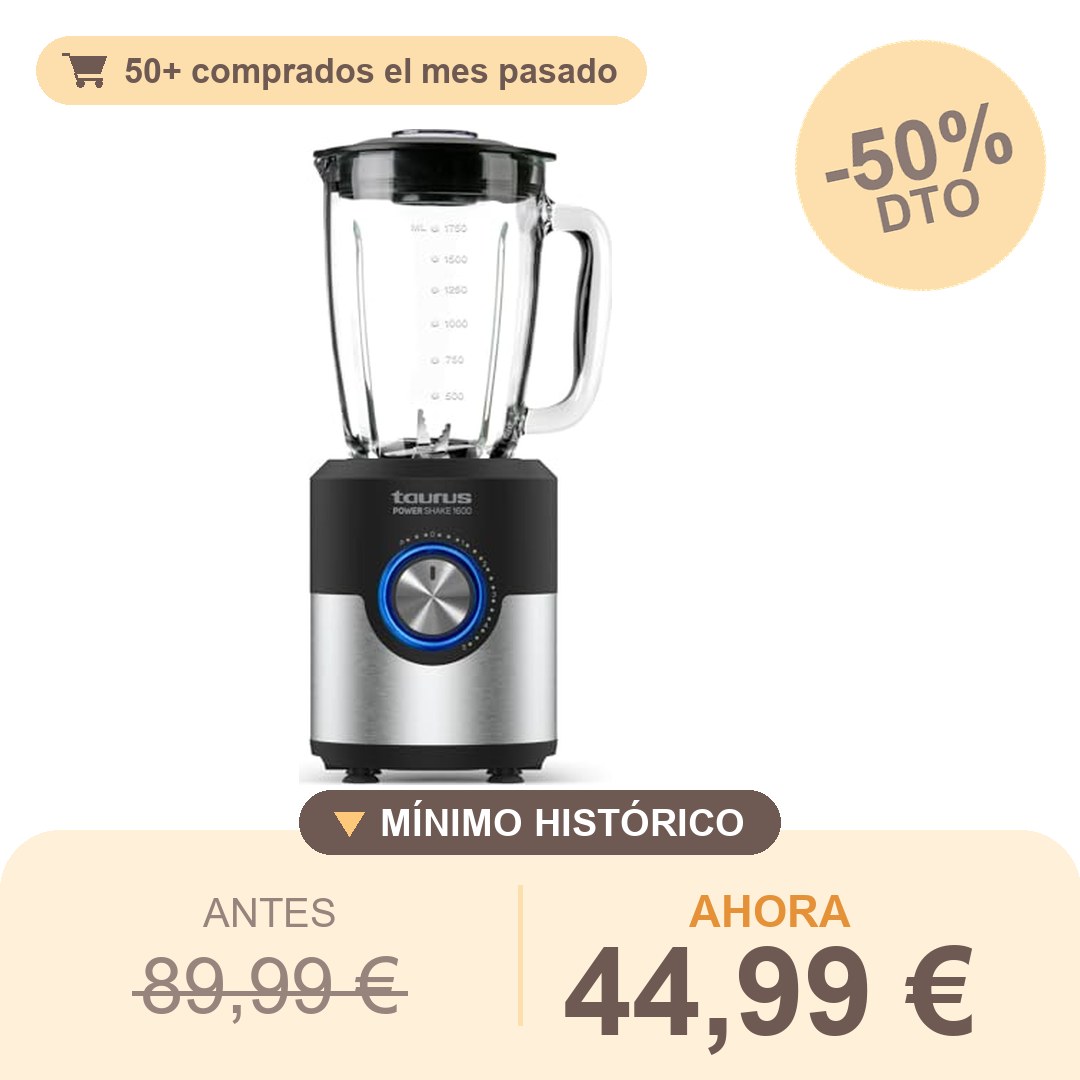 50+ comprados el mes pasado
-50%
DTO
ML 1750
1500
1250
1000
750
500
taurus
POWER SHAKE 1600
MÍNIMO HISTÓRICO
ANTES
89,99 €
AHORA
44,99 €